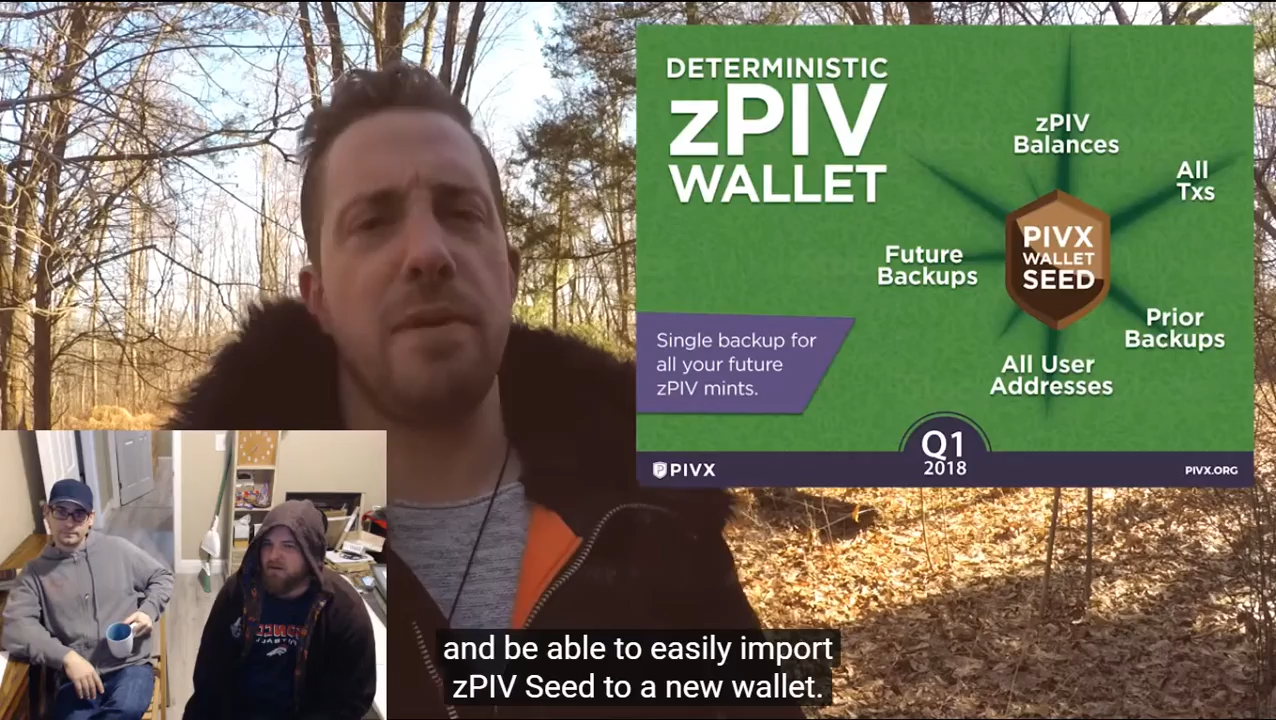 DETERMINISTIC
zPIV
WALLET
zPIV
Balances
All
Txs
PIVX
WALLET
SEED
Future
Backups
Prior
Backups
All User
Addresses
Single backup for
all your future
zPIV mints.
Q1
2018
PIVX
PIVX.ORG
and be able to easily import
zPIV Seed to a new wallet.